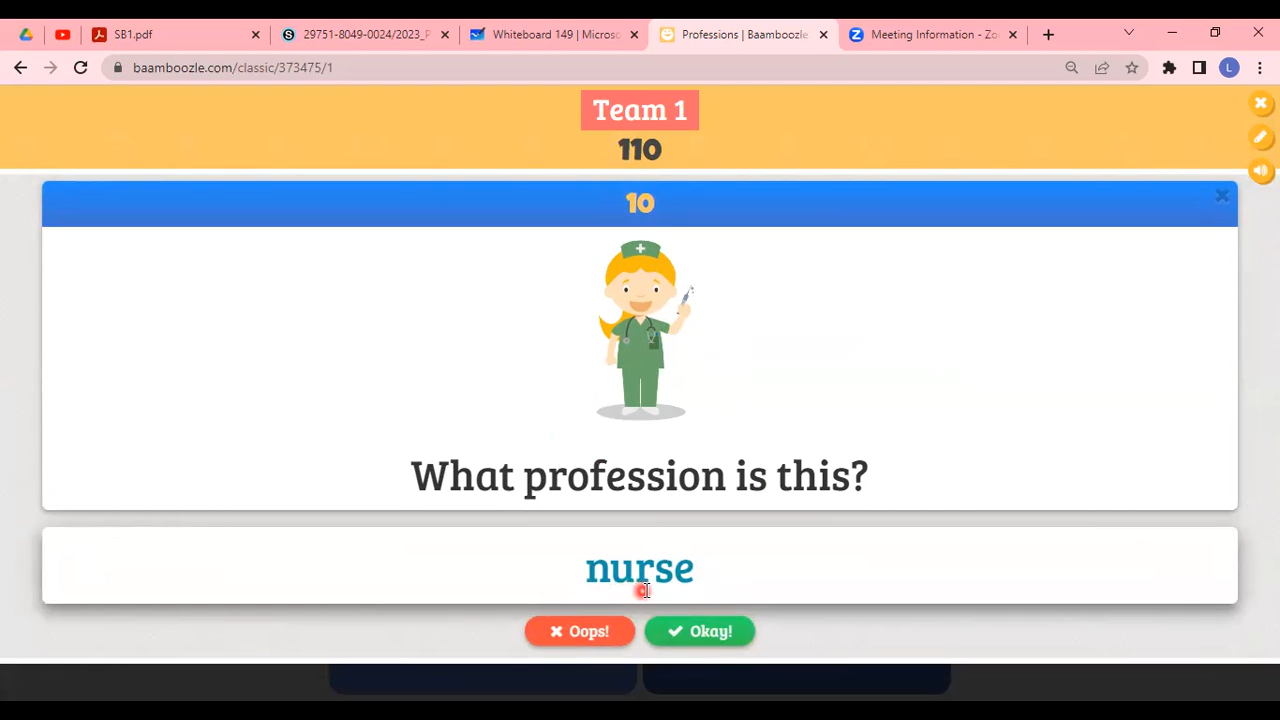 SB1.pdf
29751-8049-0024/2023_P
Whiteboard 149 | Microso
Professions | Baamboozle
Meeting Information - Zo
baamboozle.com/classic/373475/1
L
Team 1
110
10
What profession is this?
nurse
Oops!
Okay!